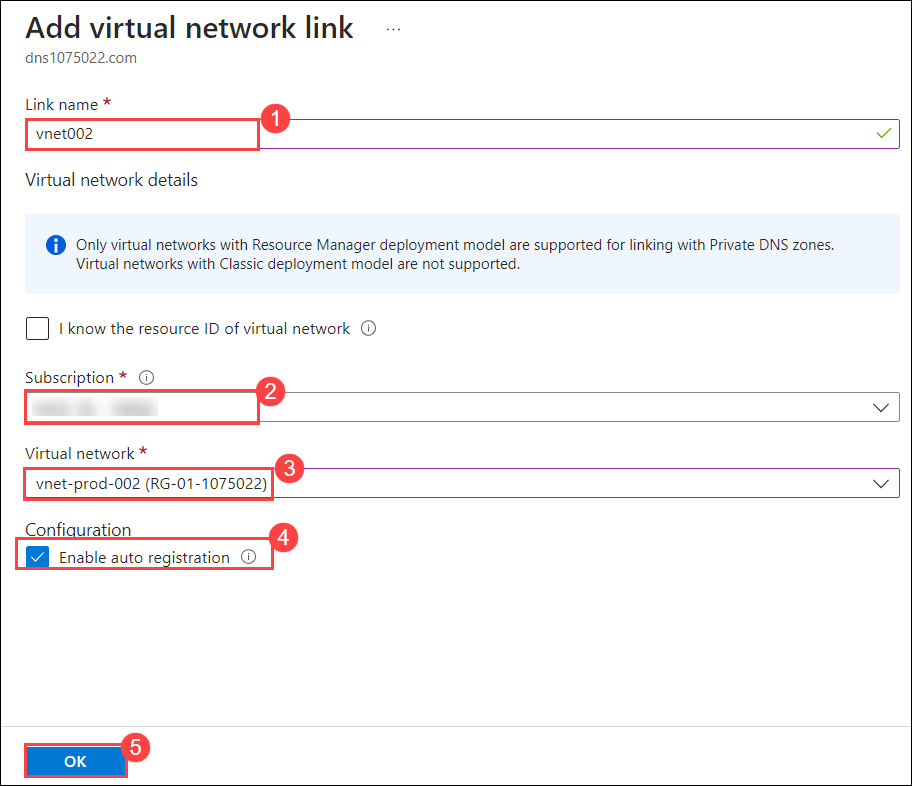 Add virtual network link ...
dns1075022.com
Link name *
1
vnet002
Virtual network details
Only virtual networks with Resource Manager deployment model are supported for linking with Private DNS zones.
Virtual networks with Classic deployment model are not supported.
I know the resource ID of virtual network
Subscription *
2
Virtual network *
3
vnet-prod-002 (RG-01-1075022)
Configuration
4
Enable auto registration
5
OK